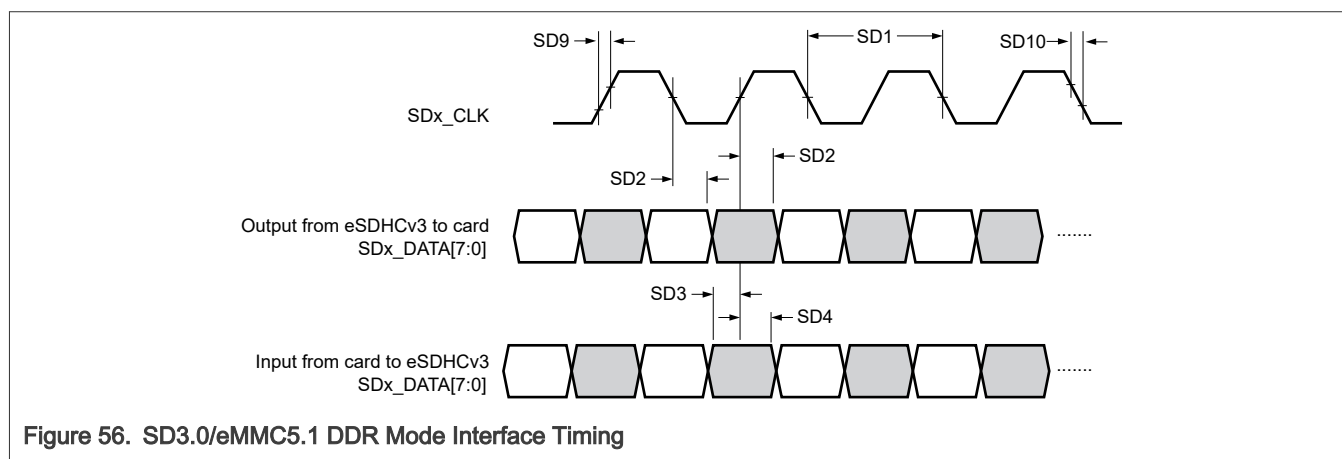 SD9
SD1
SD10
SDx_CLK
SD2
SD2
Output from eSDHCv3 to card
SDx_DATA[7:0]
.......
SD3
SD4
Input from card to eSDHCv3
SDx_DATA[7:0]
.......
Figure 56. SD3.0/eMMC5.1 DDR Mode Interface Timing